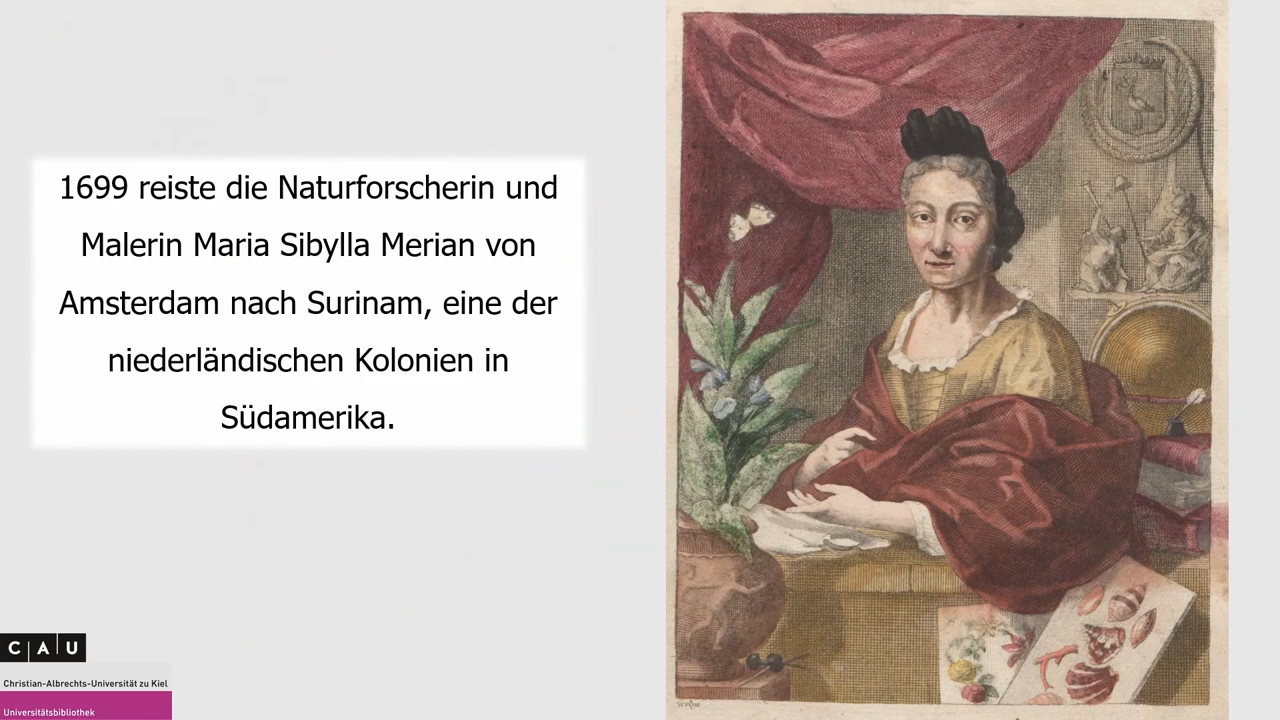 1699 reiste die Naturforscherin und
Malerin Maria Sibylla Merian von
Amsterdam nach Surinam, eine der
niederländischen Kolonien in
Südamerika.
C A U
Christian-Albrechts-Universität zu Kiel
Universitätsbibliothek